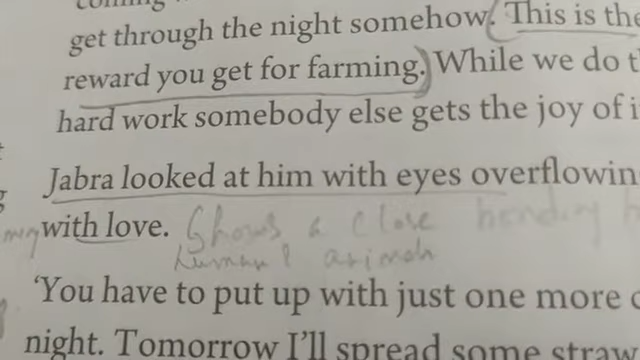 get through the night somehow. This is the
reward you get for farming. While we do
hard work somebody else gets the joy of
Jabra looked at him with eyes overflowin
with love. Shows a close bonding
human & animals
'You have to put up with just one more
night. Tomorrow I'll spread some straw